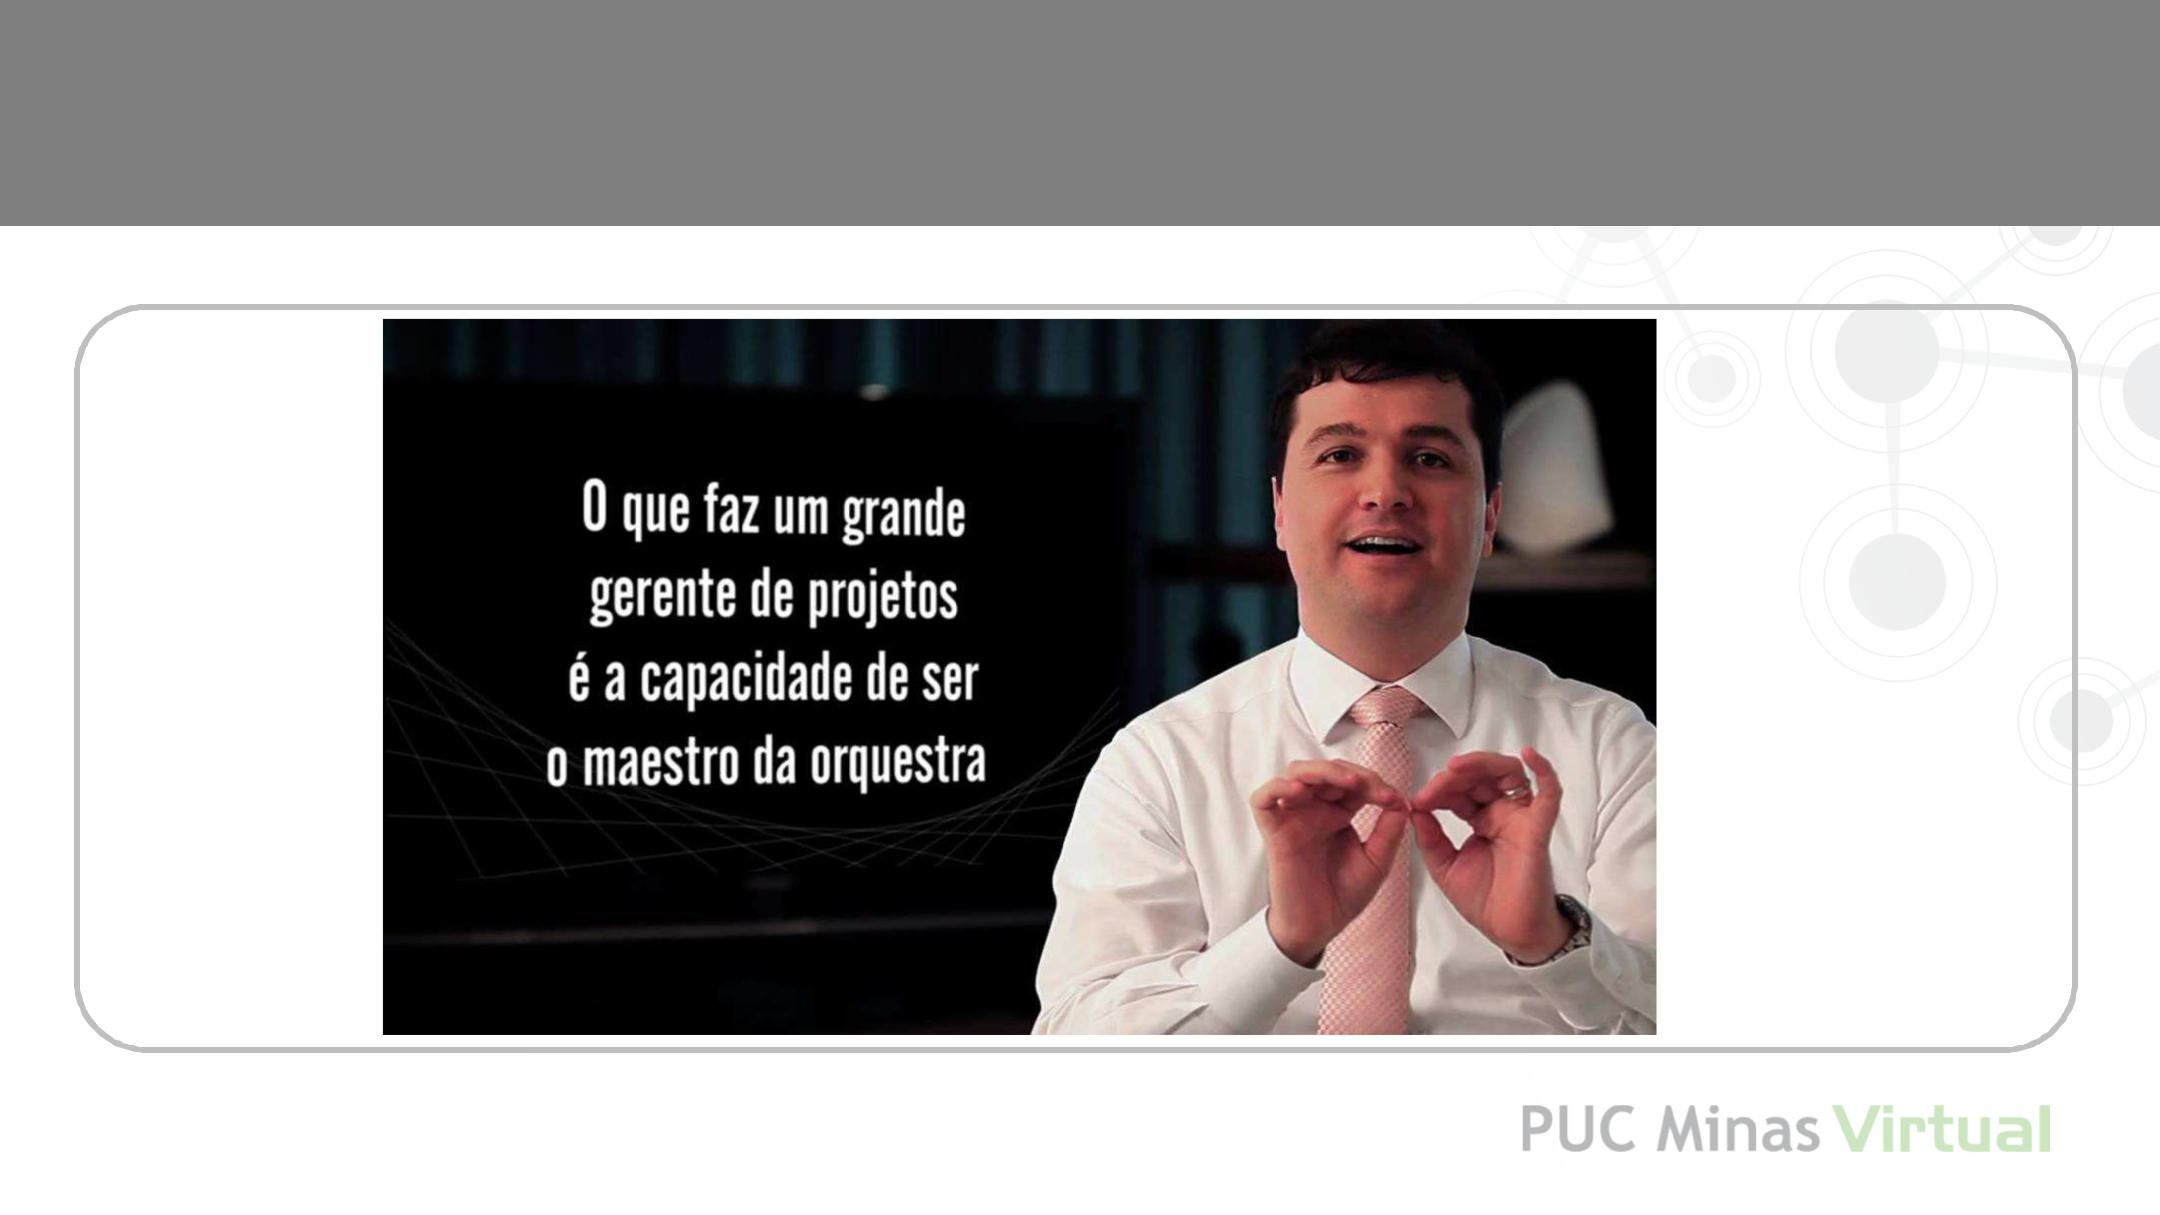 O que faz um grande
gerente de projetos
é a capacidade de ser
o maestro da orquestra
PUC Minas Virtual